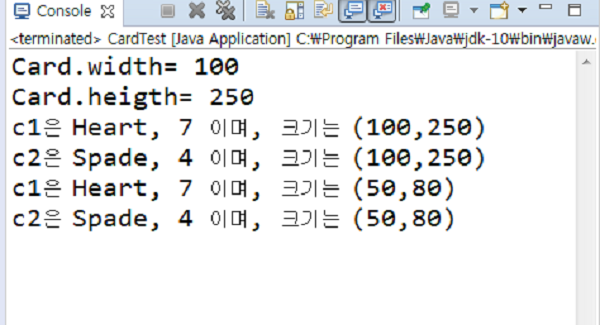 Console
<terminated> CardTest [Java Application] C:₩Program Files₩Java₩jdk-10₩bin₩javaw.
Card.width= 100
Card.heigth= 250
c1은 Heart, 7 이며, 크기는 (100,250)
c2은 Spade, 4 이며, 크기는 (100,250)
c1은 Heart, 7 이며, 크기는 (50,80)
c2은 Spade, 4 이며, 크기는 (50,80)